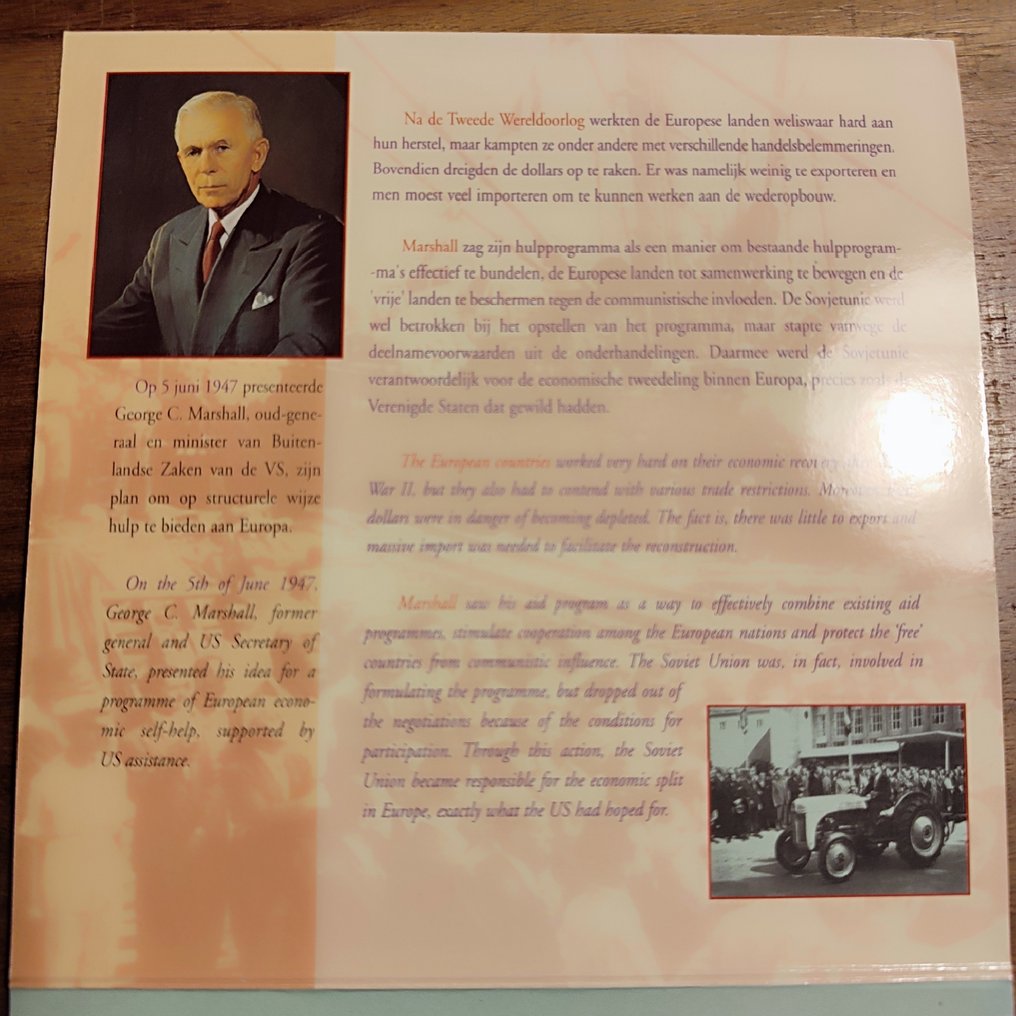 Op 5 juni 1947 presenteerde
George C. Marshall, oud-gene-
raal en minister van Buiten-
landse Zaken van de VS, zijn
plan om op structurele wijze
hulp te bieden aan Europa.
On the 5th of June 1947,
George C. Marshall, former
general and US Secretary of
State, presented his idea for a
programme of European econo-
mic self-help, supported by
US assistance.
Na de Tweede Wereldoorlog werkten de Europese landen weliswaar hard aan
hun herstel, maar kampten ze onder andere met verschillende handelsbelemmeringen.
Bovendien dreigden de dollars op te raken. Er was namelijk weinig te exporteren en
men moest veel importeren om te kunnen werken aan de wederopbouw.
Marshall zag zijn hulpprogramma als een manier om bestaande hulpprogram-
-ma's effectief te bundelen, de Europese landen tot samenwerking te bewegen en de
'vrije' landen te beschermen tegen de communistische invloeden. De Sovjetunie werd
wel betrokken bij het opstellen van het programma, maar stapte vanwege de
deelnamevoorwaarden uit de onderhandelingen. Daarmee werd de Sovjetunie
verantwoordelijk voor de economische tweedeling binnen Europa, precies zoals de
Verenigde Staten dat gewild hadden.
The European countries worked very hard on their economic recovery
War II, but they also had to contend with various trade restrictions.
dollars were in danger of becoming depleted. The fact is, there was little to export and
massive import was needed to facilitate the reconstruction.
Marshall saw his aid program as a way to effectively combine existing aid
programmes, stimulate cooperation among the European nations and protect the 'free'
countries from communistic influence. The Soviet Union was, in fact, involved in
formulating the programme, but dropped out of
the negotiations because of the conditions for
participation. Through this action, the Soviet
Union became responsible for the economic split
in Europe, exactly what the US had hoped for.